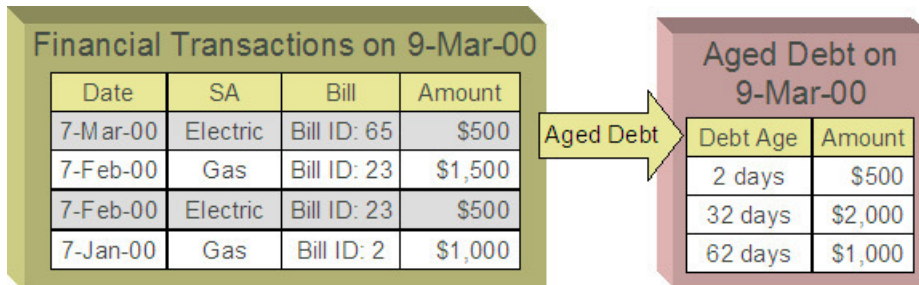 Financial Transactions on 9-Mar-00
Date SA Bill Amount
7-Mar-00 Electric Bill ID: 65 $500
7-Feb-00 Gas Bill ID: 23 $1,500
7-Feb-00 Electric Bill ID: 23 $500
7-Jan-00 Gas Bill ID: 2 $1,000
Aged Debt
Aged Debt on
9-Mar-00
Debt Age Amount
2 days $500
32 days $2,000
62 days $1,000